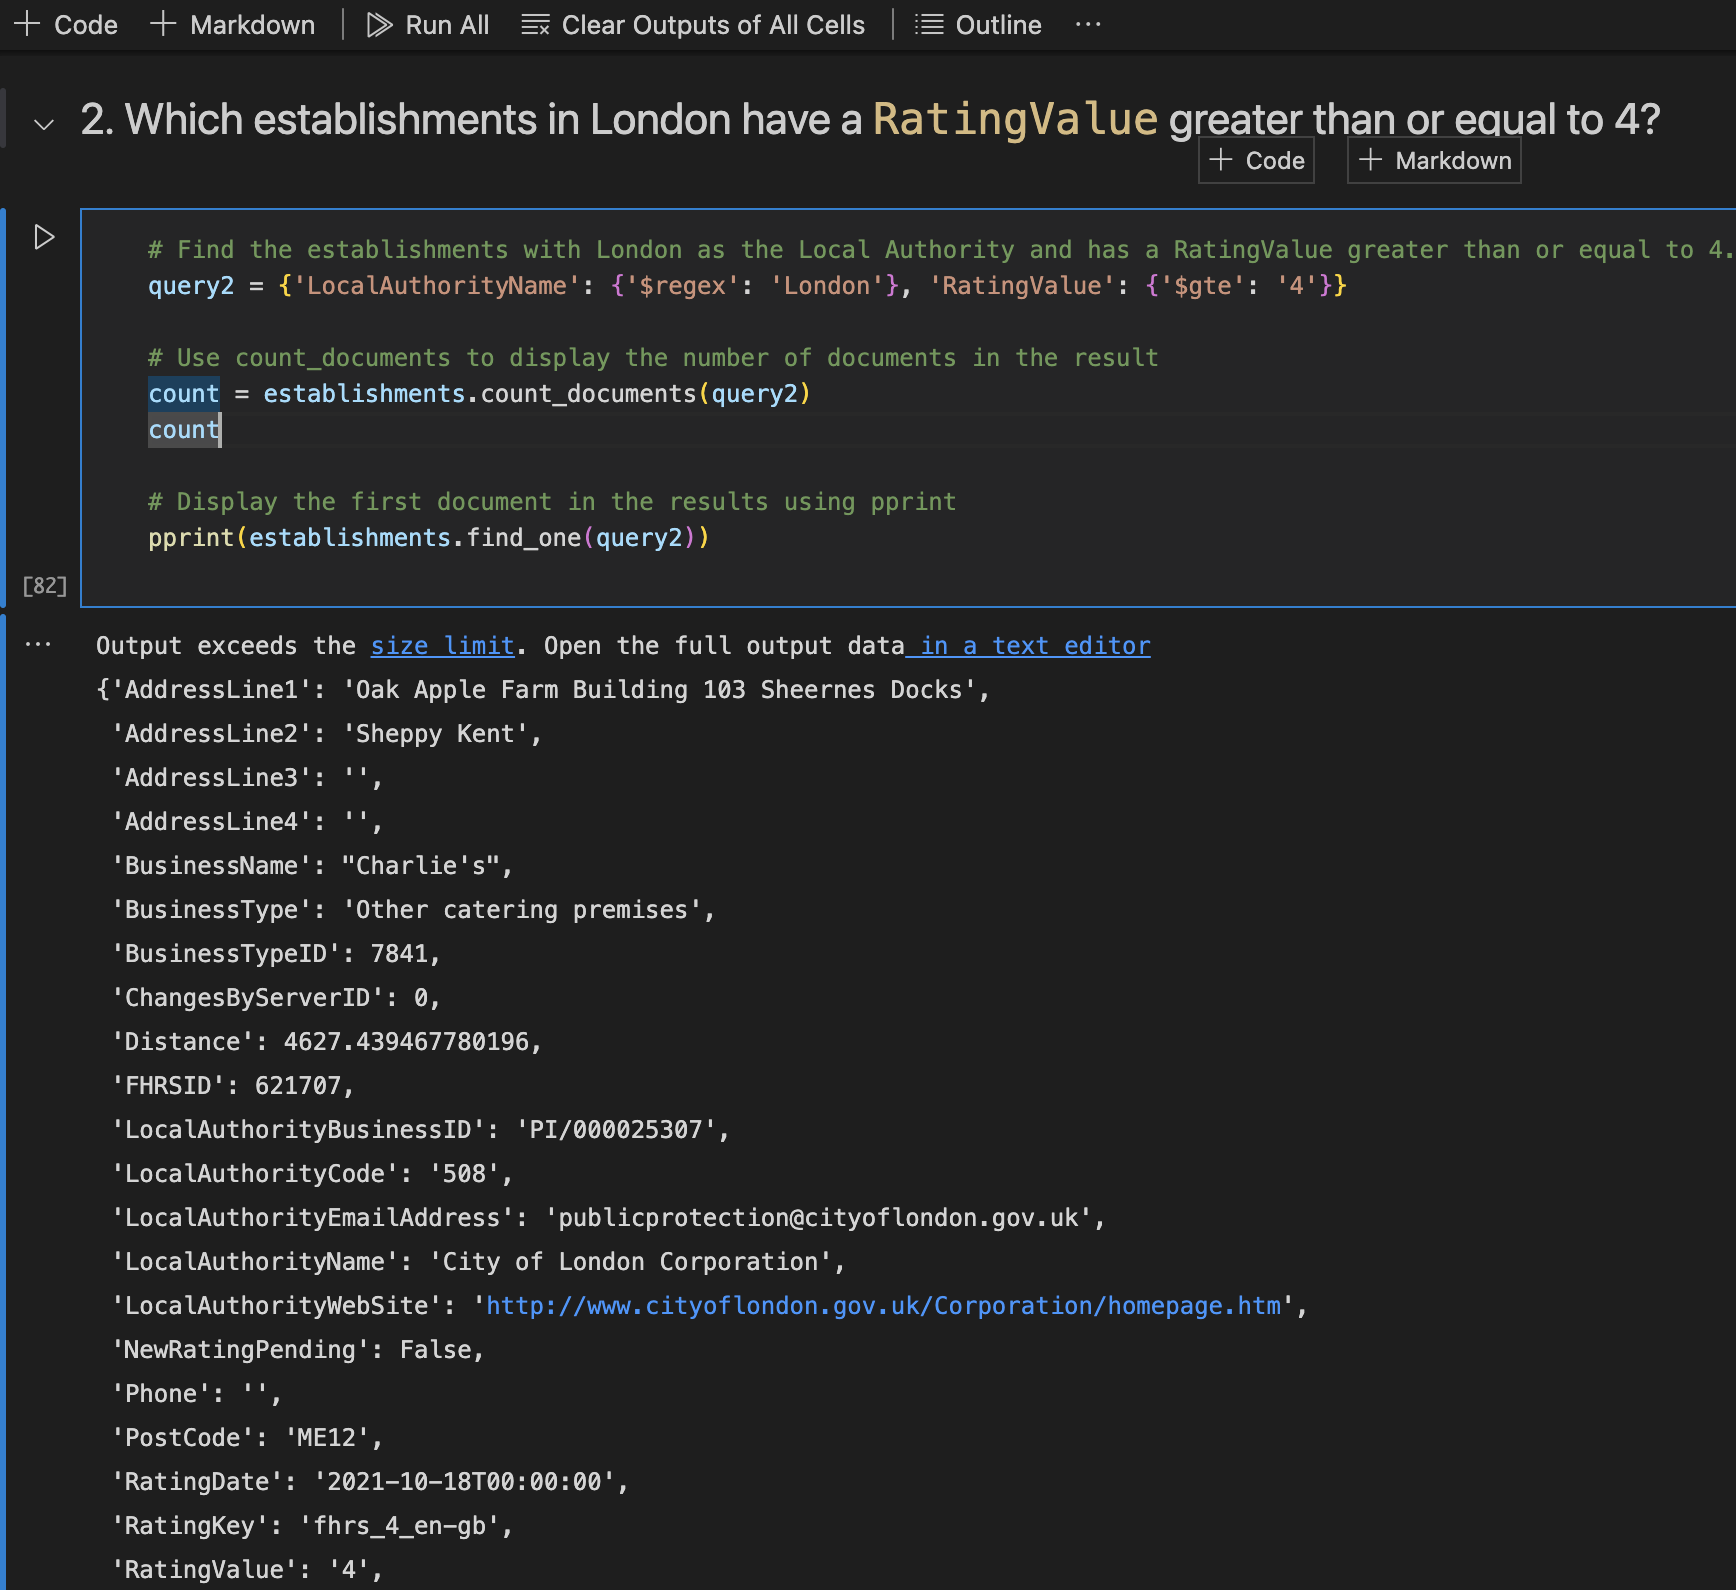 Code Markdown Run All Clear Outputs of All Cells Outline ...
2. Which establishments in London have a RatingValue greater than or equal to 4?
Code Markdown
# Find the establishments with London as the Local Authority and has a RatingValue greater than or equal to 4.
query2 = {'LocalAuthorityName': {'$regex': 'London'}, 'RatingValue': {'$gte': '4'}}
# Use count_documents to display the number of documents in the result
count = establishments.count_documents(query2)
count
# Display the first document in the results using pprint
pprint(establishments.find_one(query2))
[82]
... Output exceeds the size limit. Open the full output data in a text editor
{'AddressLine1': 'Oak Apple Farm Building 103 Sheernes Docks',
'AddressLine2': 'Sheppy Kent',
'AddressLine3': '',
'AddressLine4': '',
'BusinessName': "Charlie's",
'BusinessType': 'Other catering premises',
'BusinessTypeID': 7841,
'ChangesByServerID': 0,
'Distance': 4627.439467780196,
'FHRSID': 621707,
'LocalAuthorityBusinessID': 'PI/000025307',
'LocalAuthorityCode': '508',
'LocalAuthorityEmailAddress': 'publicprotection@cityoflondon.gov.uk',
'LocalAuthorityName': 'City of London Corporation',
'LocalAuthorityWebSite': 'http://www.cityoflondon.gov.uk/Corporation/homepage.htm',
'NewRatingPending': False,
'Phone': '',
'PostCode': 'ME12',
'RatingDate': '2021-10-18T00:00:00',
'RatingKey': 'fhrs_4_en-gb',
'RatingValue': '4',